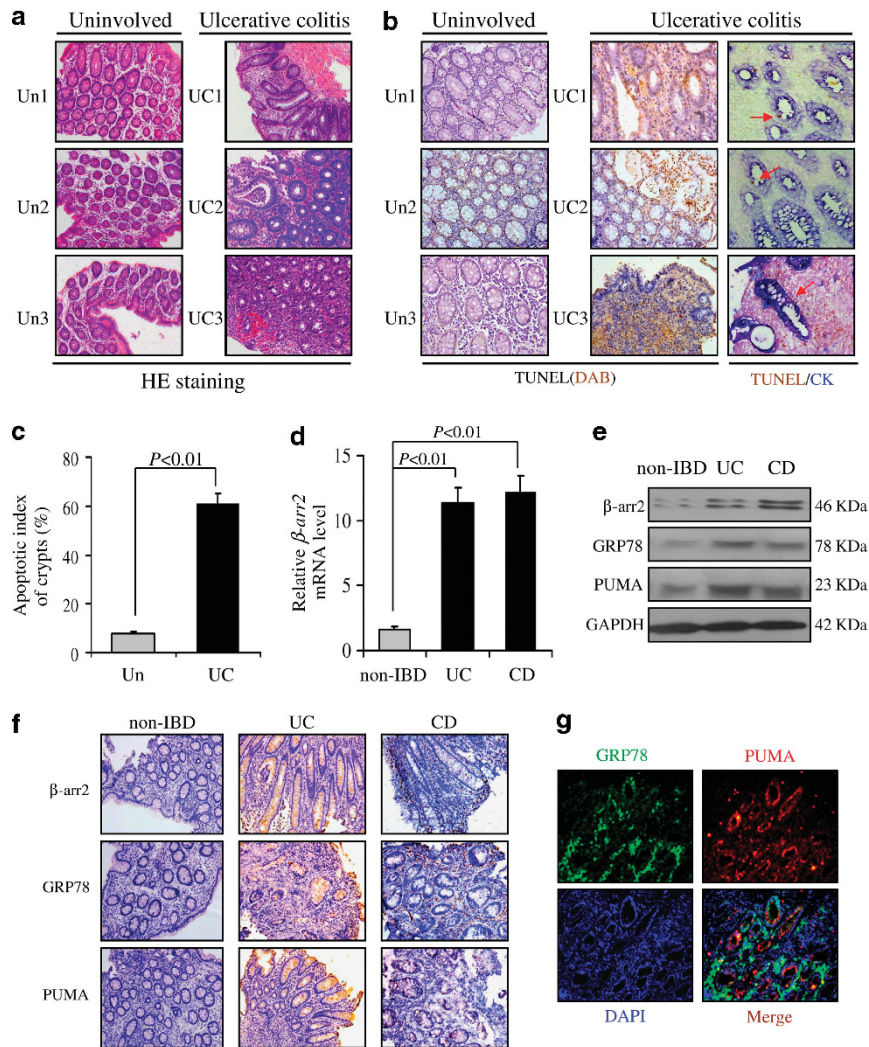 a
Uninvolved Ulcerative colitis
Un1 UC1
Un2 UC2
Un3 UC3
HE staining
b
Uninvolved Ulcerative colitis
Un1 UC1
Un2 UC2
Un3 UC3
TUNEL(DAB) TUNEL/CK
c
P<0.01
Apoptotic index
of crypts (%)
80
60
40
20
0
Un UC
d
P<0.01
P<0.01
Relative β-arr2
mRNA level
15
10
5
0
non-IBD UC CD
e
non-IBD UC CD
β-arr2 46 KDa
GRP78 78 KDa
PUMA 23 KDa
GAPDH 42 KDa
f
non-IBD UC CD
β-arr2
GRP78
PUMA
g
GRP78 PUMA
DAPI Merge